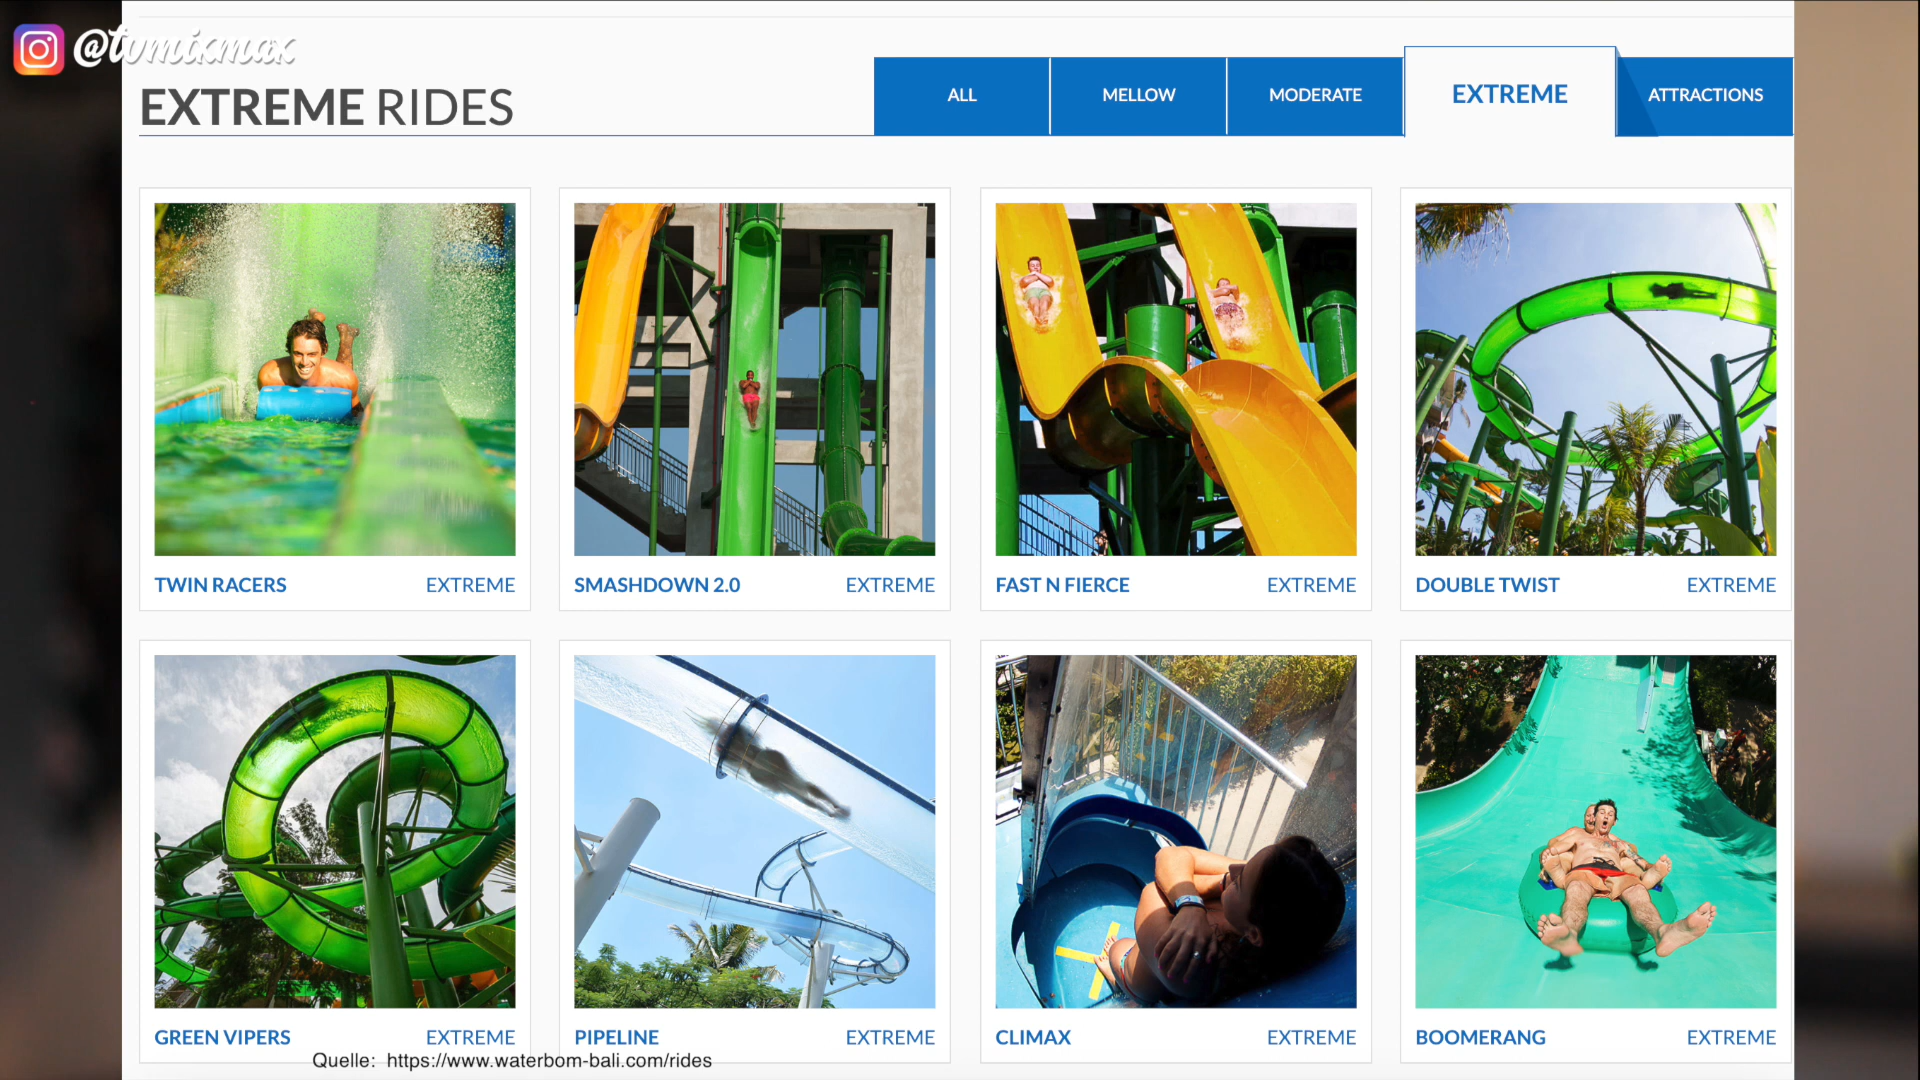 @tvmixmax
EXTREME RIDES
ALL
MELLOW
MODERATE
EXTREME
ATTRACTIONS
TWIN RACERS EXTREME
SMASHDOWN 2.0 EXTREME
FAST N FIERCE EXTREME
DOUBLE TWIST EXTREME
GREEN VIPERS EXTREME
PIPELINE EXTREME
CLIMAX EXTREME
BOOMERANG EXTREME
Quelle: https://www.waterbom-bali.com/rides